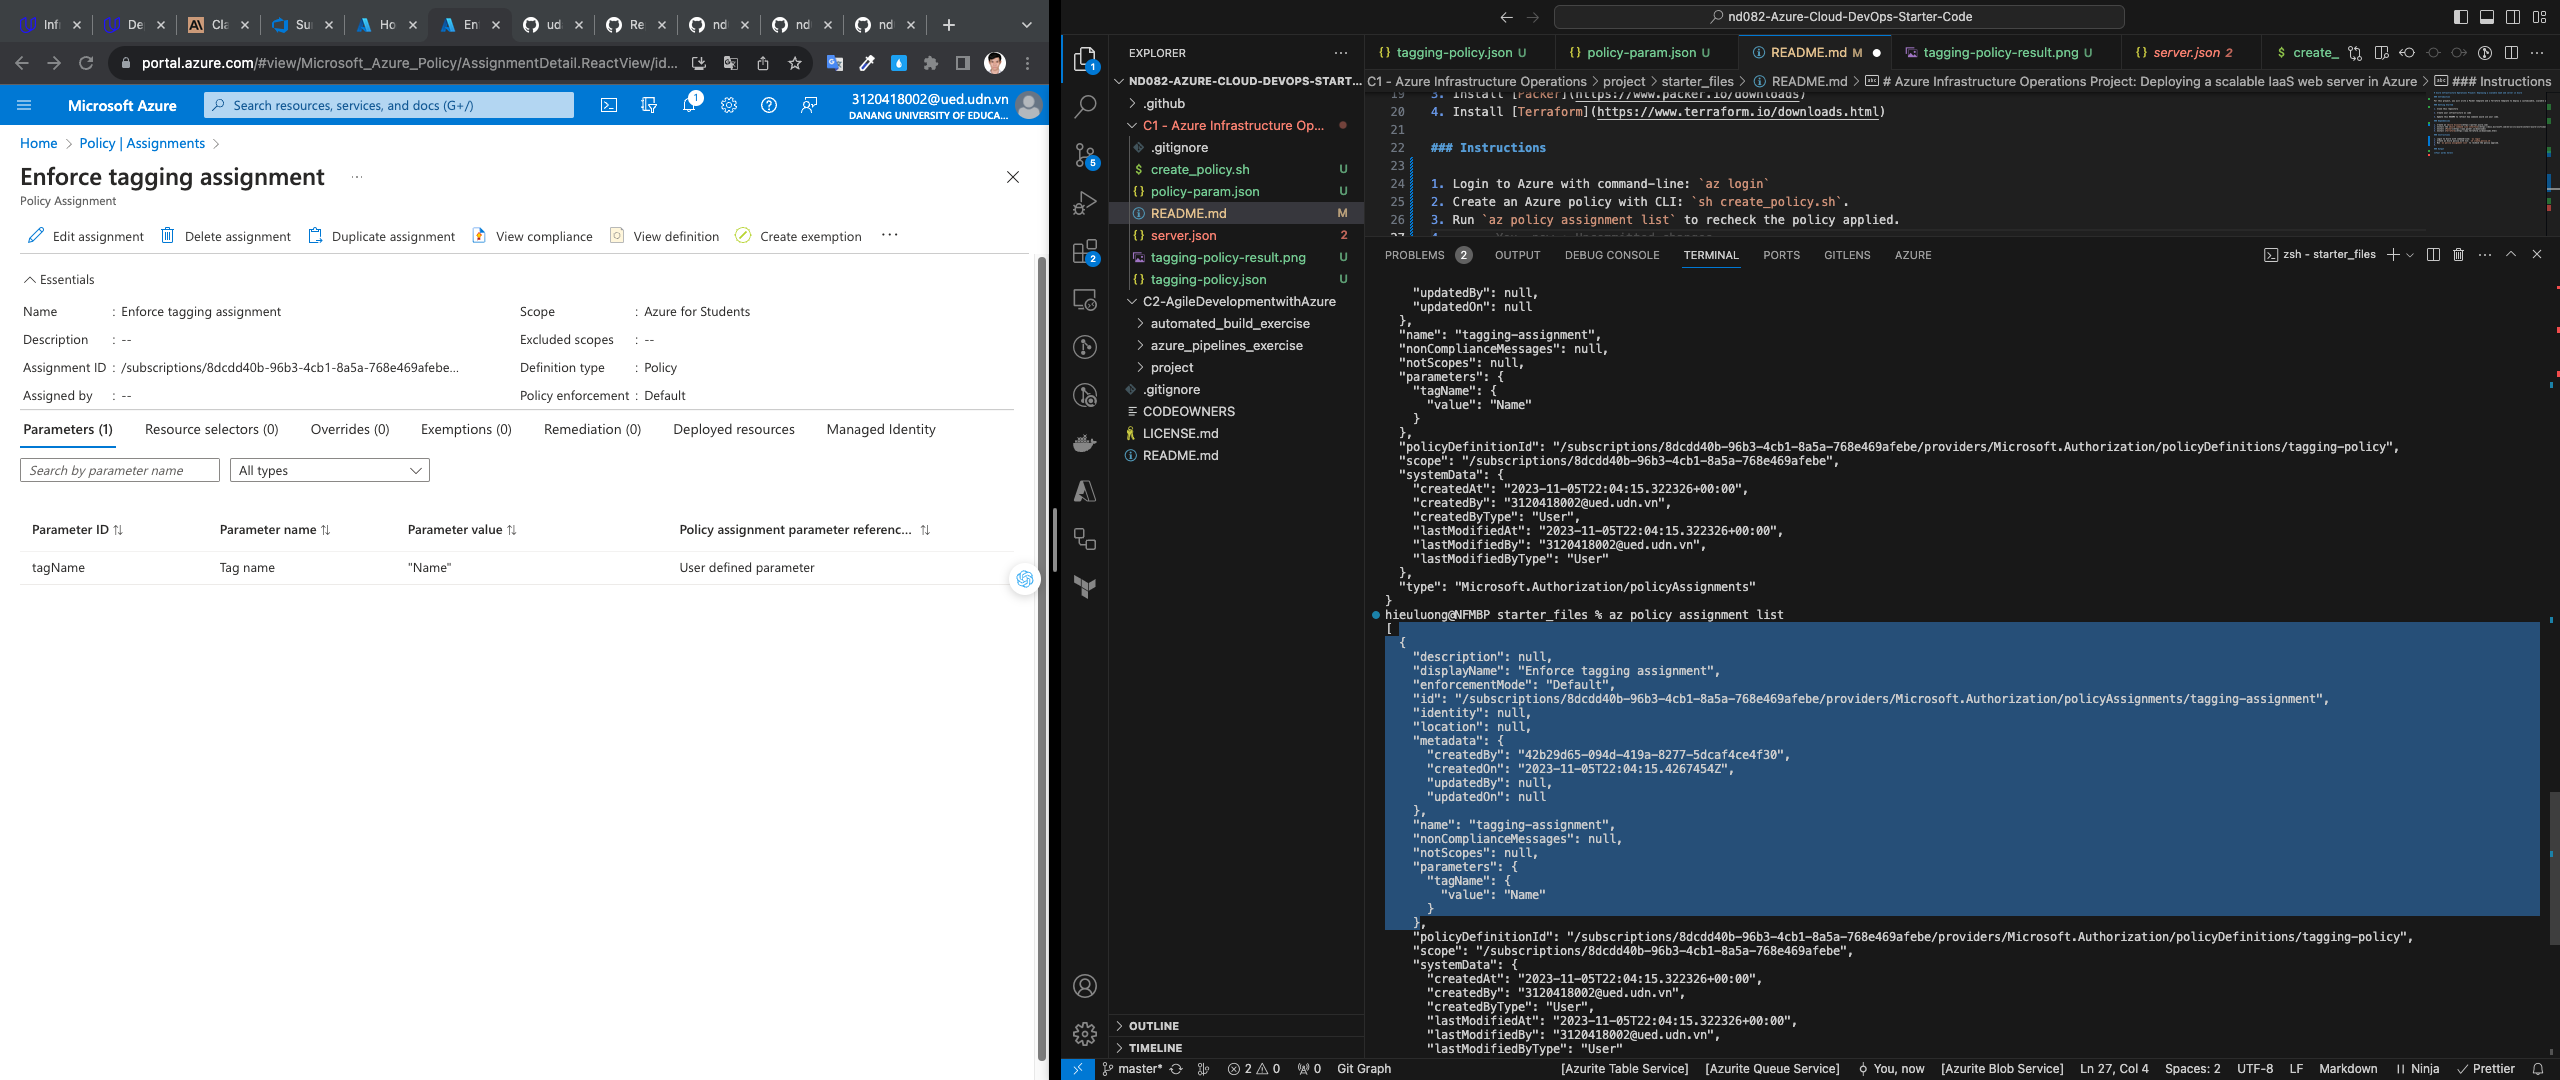 Infr
De
Cla
Su
Ho
En
ud
Re
nd
nd
nd
portal.azure.com/#view/Microsoft_Azure_Policy/AssignmentDetail.ReactView/id...
Microsoft Azure
Search resources, services, and docs (G+/)
1
3120418002@ued.udn.vn
DANANG UNIVERSITY OF EDUCA...
Home > Policy | Assignments >
Enforce tagging assignment ...
Policy Assignment
Edit assignment
Delete assignment
Duplicate assignment
View compliance
View definition
Create exemption
...
Essentials
Name : Enforce tagging assignment
Scope : Azure for Students
Description : --
Excluded scopes : --
Assignment ID : /subscriptions/8dcdd40b-96b3-4cb1-8a5a-768e469afebe...
Definition type : Policy
Assigned by : --
Policy enforcement : Default
Parameters (1)
Resource selectors (0)
Overrides (0)
Exemptions (0)
Remediation (0)
Deployed resources
Managed Identity
Search by parameter name
All types
Parameter ID
Parameter name
Parameter value
Policy assignment parameter referenc...
tagName
Tag name
"Name"
User defined parameter
nd082-Azure-Cloud-DevOps-Starter-Code
1
5
2
EXPLORER
...
ND082-AZURE-CLOUD-DEVOPS-START...
.github
C1 - Azure Infrastructure Op...
.gitignore
$ create_policy.sh U
{} policy-param.json U
README.md M
{} server.json 2
tagging-policy-result.png U
{} tagging-policy.json U
C2-AgileDevelopmentwithAzure
automated_build_exercise
azure_pipelines_exercise
project
.gitignore
CODEOWNERS
LICENSE.md
README.md
OUTLINE
TIMELINE
{} tagging-policy.json U
{} policy-param.json U
README.md M
tagging-policy-result.png U
{} server.json 2
$ create_
...
C1 - Azure Infrastructure Operations > project > starter_files > README.md > # Azure Infrastructure Operations Project: Deploying a scalable IaaS web server in Azure > ### Instructions
19 3. Install [Packer](https://www.packer.io/downloads)
20 4. Install [Terraform](https://www.terraform.io/downloads.html)
21
22 ### Instructions
23
24 1. Login to Azure with command-line: `az login`
25 2. Create an Azure policy with CLI: `sh create_policy.sh`.
26 3. Run `az policy assignment list` to recheck the policy applied.
27 4. You, now • Uncommitted changes
PROBLEMS 2
OUTPUT
DEBUG CONSOLE
TERMINAL
PORTS
GITLENS
AZURE
zsh - starter_files
...
"updatedBy": null,
"updatedOn": null
},
"name": "tagging-assignment",
"nonComplianceMessages": null,
"notScopes": null,
"parameters": {
"tagName": {
"value": "Name"
}
},
"policyDefinitionId": "/subscriptions/8dcdd40b-96b3-4cb1-8a5a-768e469afebe/providers/Microsoft.Authorization/policyDefinitions/tagging-policy",
"scope": "/subscriptions/8dcdd40b-96b3-4cb1-8a5a-768e469afebe",
"systemData": {
"createdAt": "2023-11-05T22:04:15.322326+00:00",
"createdBy": "3120418002@ued.udn.vn",
"createdByType": "User",
"lastModifiedAt": "2023-11-05T22:04:15.322326+00:00",
"lastModifiedBy": "3120418002@ued.udn.vn",
"lastModifiedByType": "User"
},
"type": "Microsoft.Authorization/policyAssignments"
}
hieuluong@NFMBP starter_files % az policy assignment list
[
{
"description": null,
"displayName": "Enforce tagging assignment",
"enforcementMode": "Default",
"id": "/subscriptions/8dcdd40b-96b3-4cb1-8a5a-768e469afebe/providers/Microsoft.Authorization/policyAssignments/tagging-assignment",
"identity": null,
"location": null,
"metadata": {
"createdBy": "42b29d65-094d-419a-8277-5dcaf4ce4f30",
"createdOn": "2023-11-05T22:04:15.4267454Z",
"updatedBy": null,
"updatedOn": null
},
"name": "tagging-assignment",
"nonComplianceMessages": null,
"notScopes": null,
"parameters": {
"tagName": {
"value": "Name"
}
},
"policyDefinitionId": "/subscriptions/8dcdd40b-96b3-4cb1-8a5a-768e469afebe/providers/Microsoft.Authorization/policyDefinitions/tagging-policy",
"scope": "/subscriptions/8dcdd40b-96b3-4cb1-8a5a-768e469afebe",
"systemData": {
"createdAt": "2023-11-05T22:04:15.322326+00:00",
"createdBy": "3120418002@ued.udn.vn",
"createdByType": "User",
"lastModifiedAt": "2023-11-05T22:04:15.322326+00:00",
"lastModifiedBy": "3120418002@ued.udn.vn",
"lastModifiedByType": "User"
master*
2
0
0
Git Graph
[Azurite Table Service]
[Azurite Queue Service]
You, now
[Azurite Blob Service]
Ln 27, Col 4
Spaces: 2
UTF-8
LF
Markdown
Ninja
Prettier